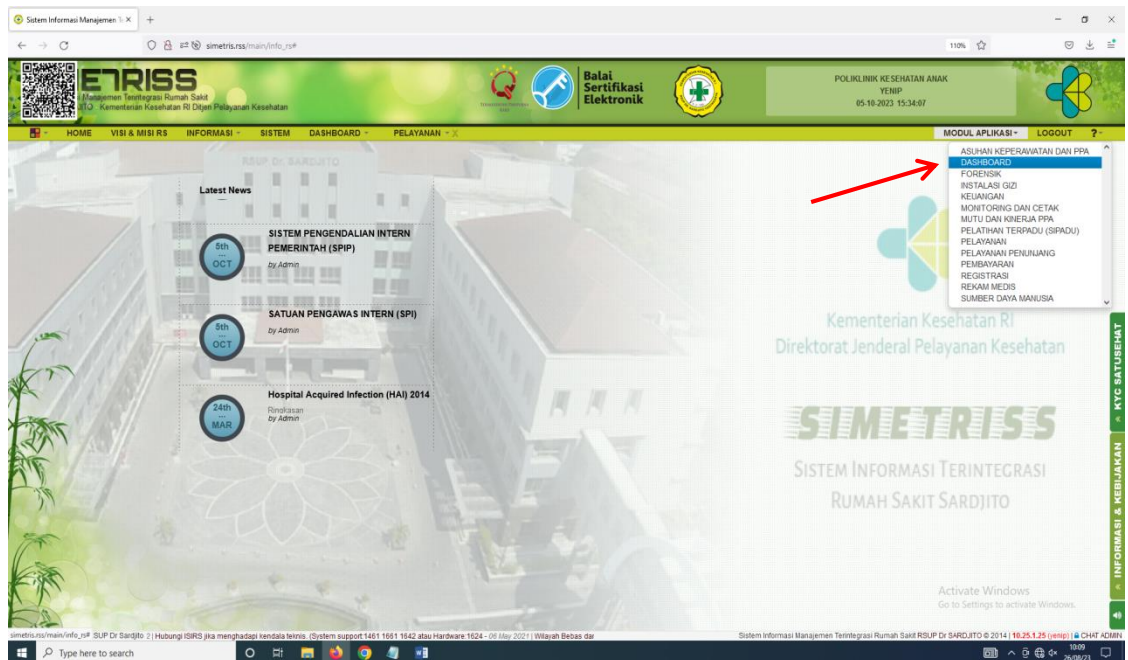 Sistem Informasi Manajemen Te
simetris.rss/main/info_rs#
110%
ETRISS
Manajemen Terintegrasi Rumah Sakit
JITO Kementerian Kesehatan RI Ditjen Pelayanan Kesehatan
Balai
Sertifikasi
Elektronik
POLIKLINIK KESEHATAN ANAK
YENIP
05-10-2023 15:34:07
HOME VISI & MISI RS INFORMASI SISTEM DASHBOARD PELAYANAN X
MODUL APLIKASI LOGOUT ?
ASUHAN KEPERAWATAN DAN PPA
DASHBOARD
FORENSIK
INSTALASI GIZI
KEUANGAN
MONITORING DAN CETAK
MUTU DAN KINERJA PPA
PELATIHAN TERPADU (SIPADU)
PELAYANAN
PELAYANAN PENUNJANG
PEMBAYARAN
REGISTRASI
REKAM MEDIS
SUMBER DAYA MANUSIA
RSUP Dr. SARDJITO
Latest News
5th
OCT
SISTEM PENGENDALIAN INTERN
PEMERINTAH (SPIP)
by Admin
5th
OCT
SATUAN PENGAWAS INTERN (SPI)
by Admin
24th
MAR
Hospital Acquired Infection (HAI) 2014
Ringkasan
by Admin
Kementerian Kesehatan RI
Direktorat Jenderal Pelayanan Kesehatan
SIMETRISS
SISTEM INFORMASI TERINTEGRASI
RUMAH SAKIT SARDJITO
« KYC SATUSEHAT
« INFORMASI & KEBIJAKAN
Activate Windows
Go to Settings to activate Windows.
simetris.rss/main/info_rs# SUP Dr Sardjito 2 | Hubungi ISIRS jika menghadapi kendala teknis. (System support:1461 1661 1642 atau Hardware:1624 - 06 May 2021 | Wilayah Bebas dar
Sistem Informasi Manajemen Terintegrasi Rumah Sakit RSUP Dr SARDJITO © 2014 | 10.25.1.25 (yenip) | CHAT ADMIN
Type here to search
10:09
26/08/23